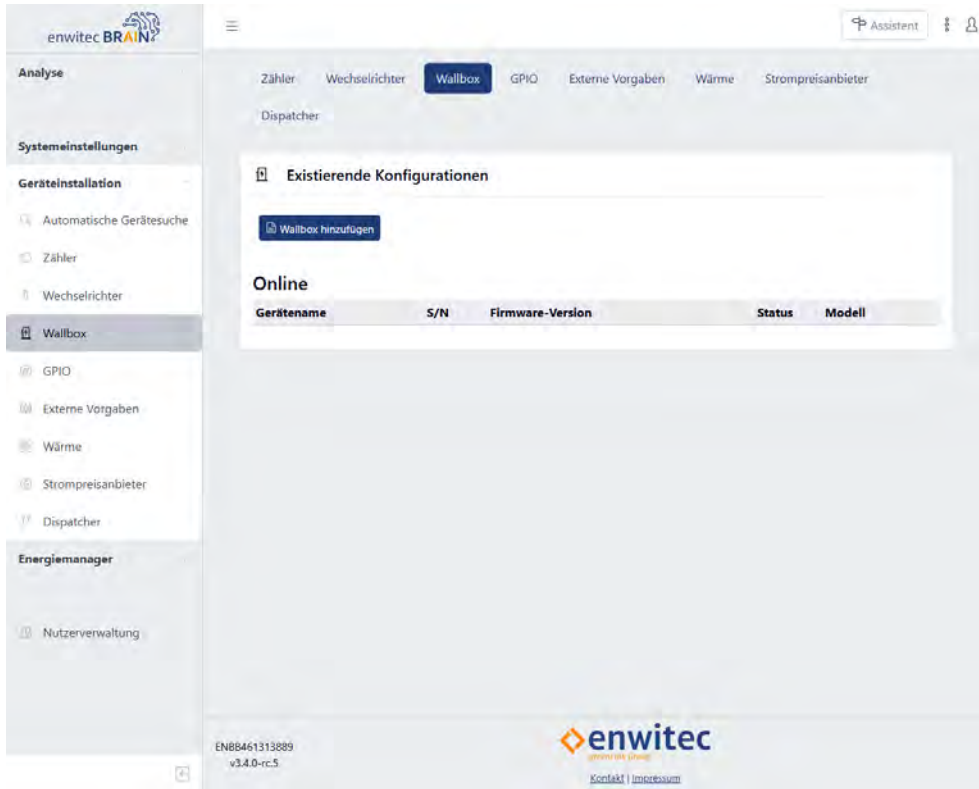 enwitec BRAIN
Assistent
Analyse
Systemeinstellungen
Geräteinstallation
Automatische Gerätesuche
Zähler
Wechselrichter
Wallbox
GPIO
Externe Vorgaben
Wärme
Strompreisanbieter
Dispatcher
Energiemanager
Nutzerverwaltung
Zähler Wechselrichter Wallbox GPIO Externe Vorgaben Wärme Strompreisanbieter
Dispatcher
Existierende Konfigurationen
Wallbox hinzufügen
Online
Gerätename S/N Firmware-Version Status Modell
ENBB461313889
v3.4.0-rc.5
enwitec
Kontakt | Impressum